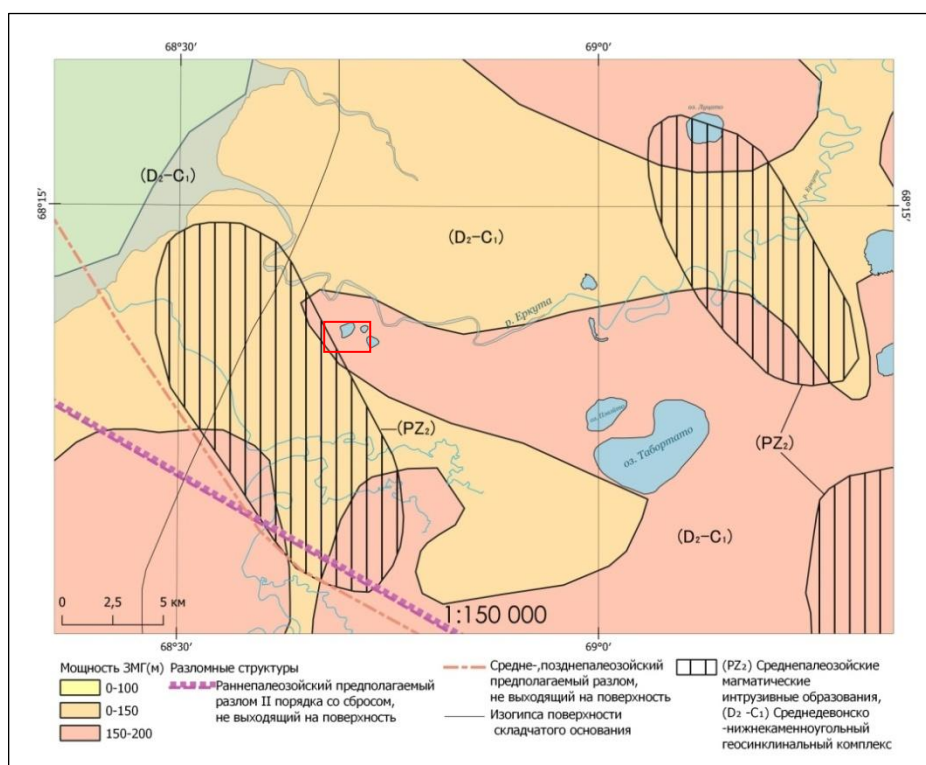 68°30′
69°0′
оз. Луцато
(D₂-C₁)
р. Еркута
68°15′
68°15′
(D₂-C₁)
р. Еркута
(PZ₂)
(PZ₂)
оз. Табортато
(D₂-C₁)
0 2,5 5 км
1:150 000
68°30′
69°0′
Мощность ЗМГ(м)
0-100
0-150
150-200
Разломные структуры
Раннепалеозойский предполагаемый
разлом II порядка со сбросом,
не выходящий на поверхность
Средне-,позднепалеозойский
предполагаемый разлом,
не выходящий на поверхность
Изогипса поверхности
складчатого основания
(PZ₂) Среднепалеозойские
магматические
интрузивные образования,
(D₂ -C₁) Среднедевонско
-нижнекаменноугольный
геосинклинальный комплекс